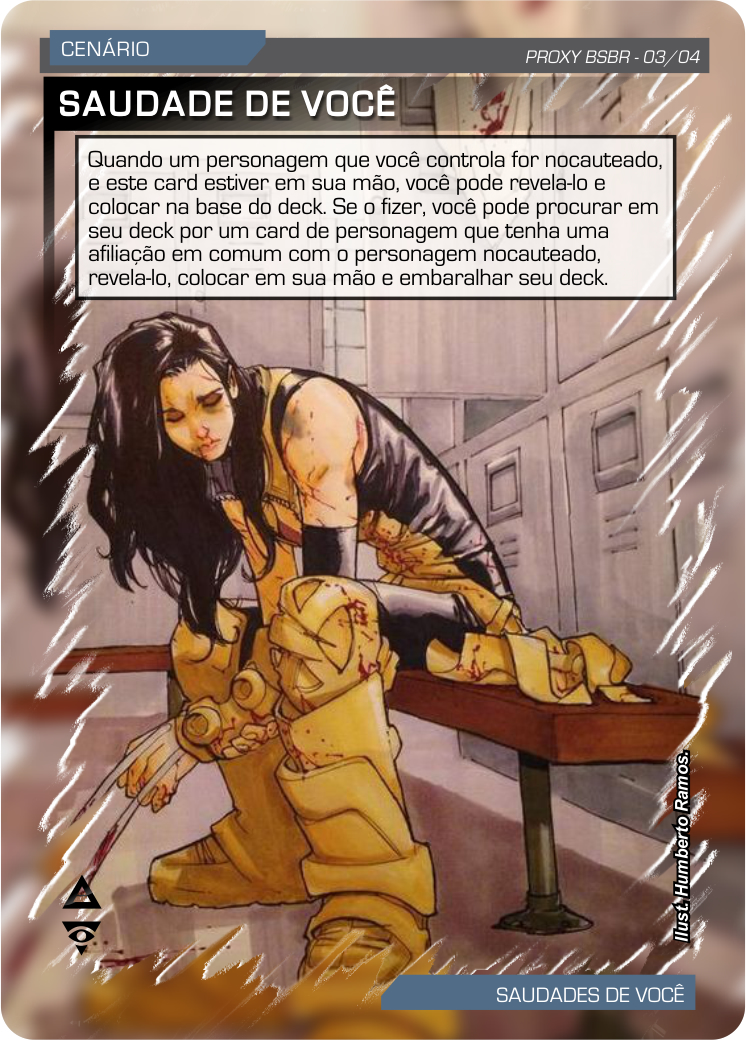 CENÁRIO
PROXY BSBR - 03/04
SAUDADE DE VOCÊ
Quando um personagem que você controla for nocauteado,
e este card estiver em sua mão, você pode revela-lo e
colocar na base do deck. Se o fizer, você pode procurar em
seu deck por um card de personagem que tenha uma
afiliação em comum com o personagem nocauteado,
revela-lo, colocar em sua mão e embaralhar seu deck.
Ilust. Humberto Ramos.
SAUDADES DE VOCÊ